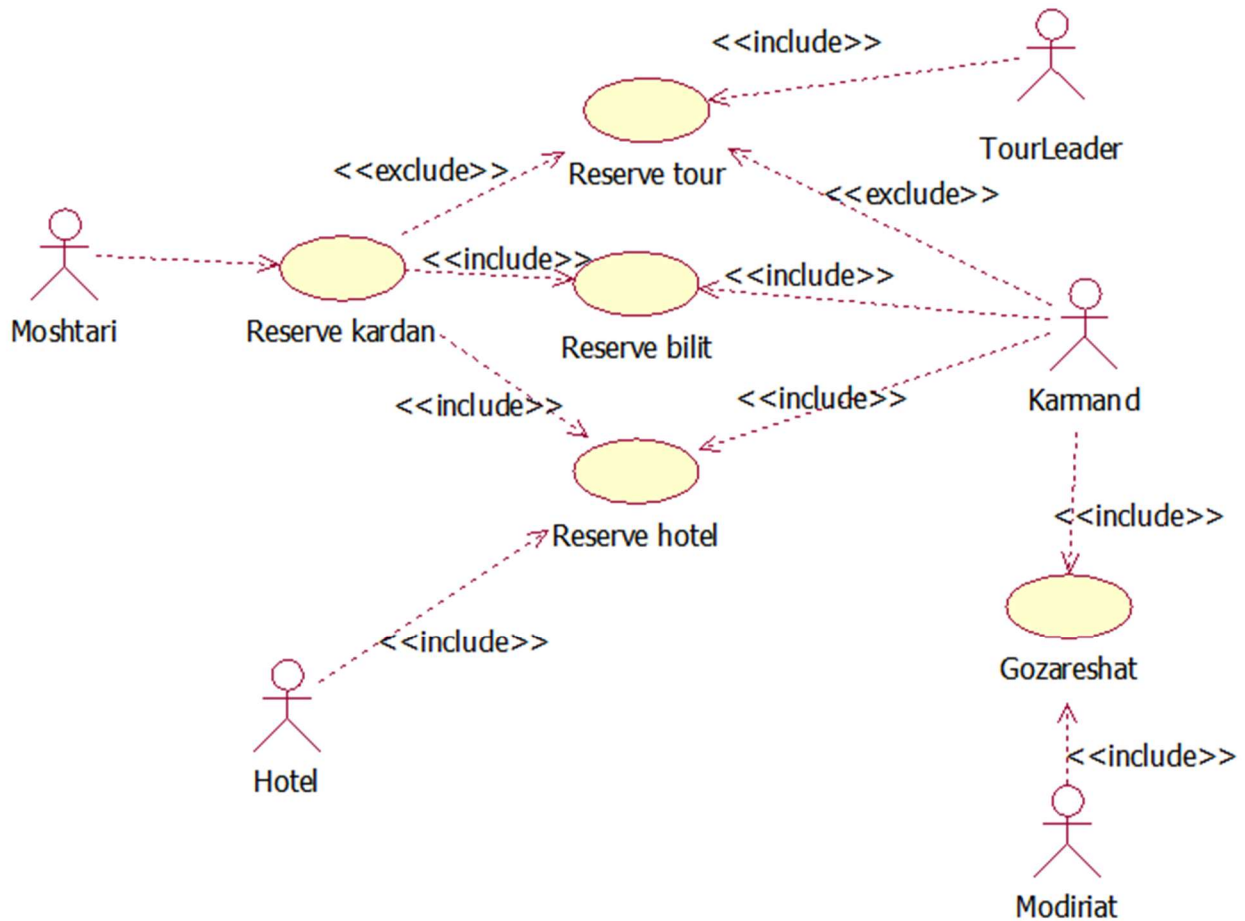 <<include>>
TourLeader
<<exclude>>
Reserve tour
<<exclude>>
Moshtari
<<include>>
<<include>>
Reserve kardan
Reserve bilit
<<include>>
<<include>>
Karmand
Reserve hotel
<<include>>
<<include>>
Gozareshat
Hotel
<<include>>
Modiriat